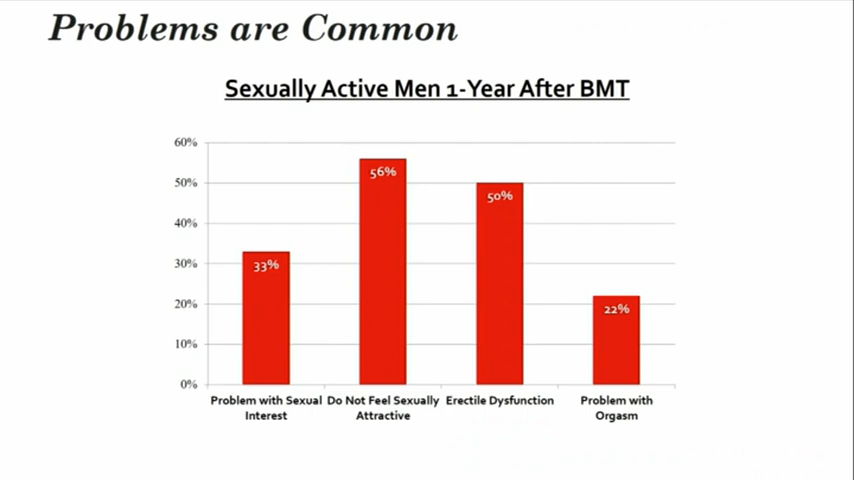 Problems are Common
Sexually Active Men 1-Year After BMT
60%
50%
40%
30%
20%
10%
0%
33%
56%
50%
22%
Problem with Sexual Interest
Do Not Feel Sexually Attractive
Erectile Dysfunction
Problem with Orgasm